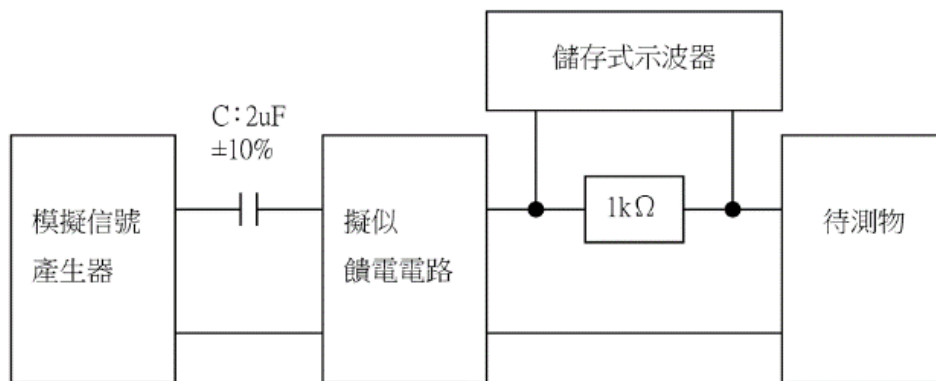 儲存式示波器
C:2uF
±10%
模擬信號
產生器
擬似
饋電電路
1kΩ
待測物